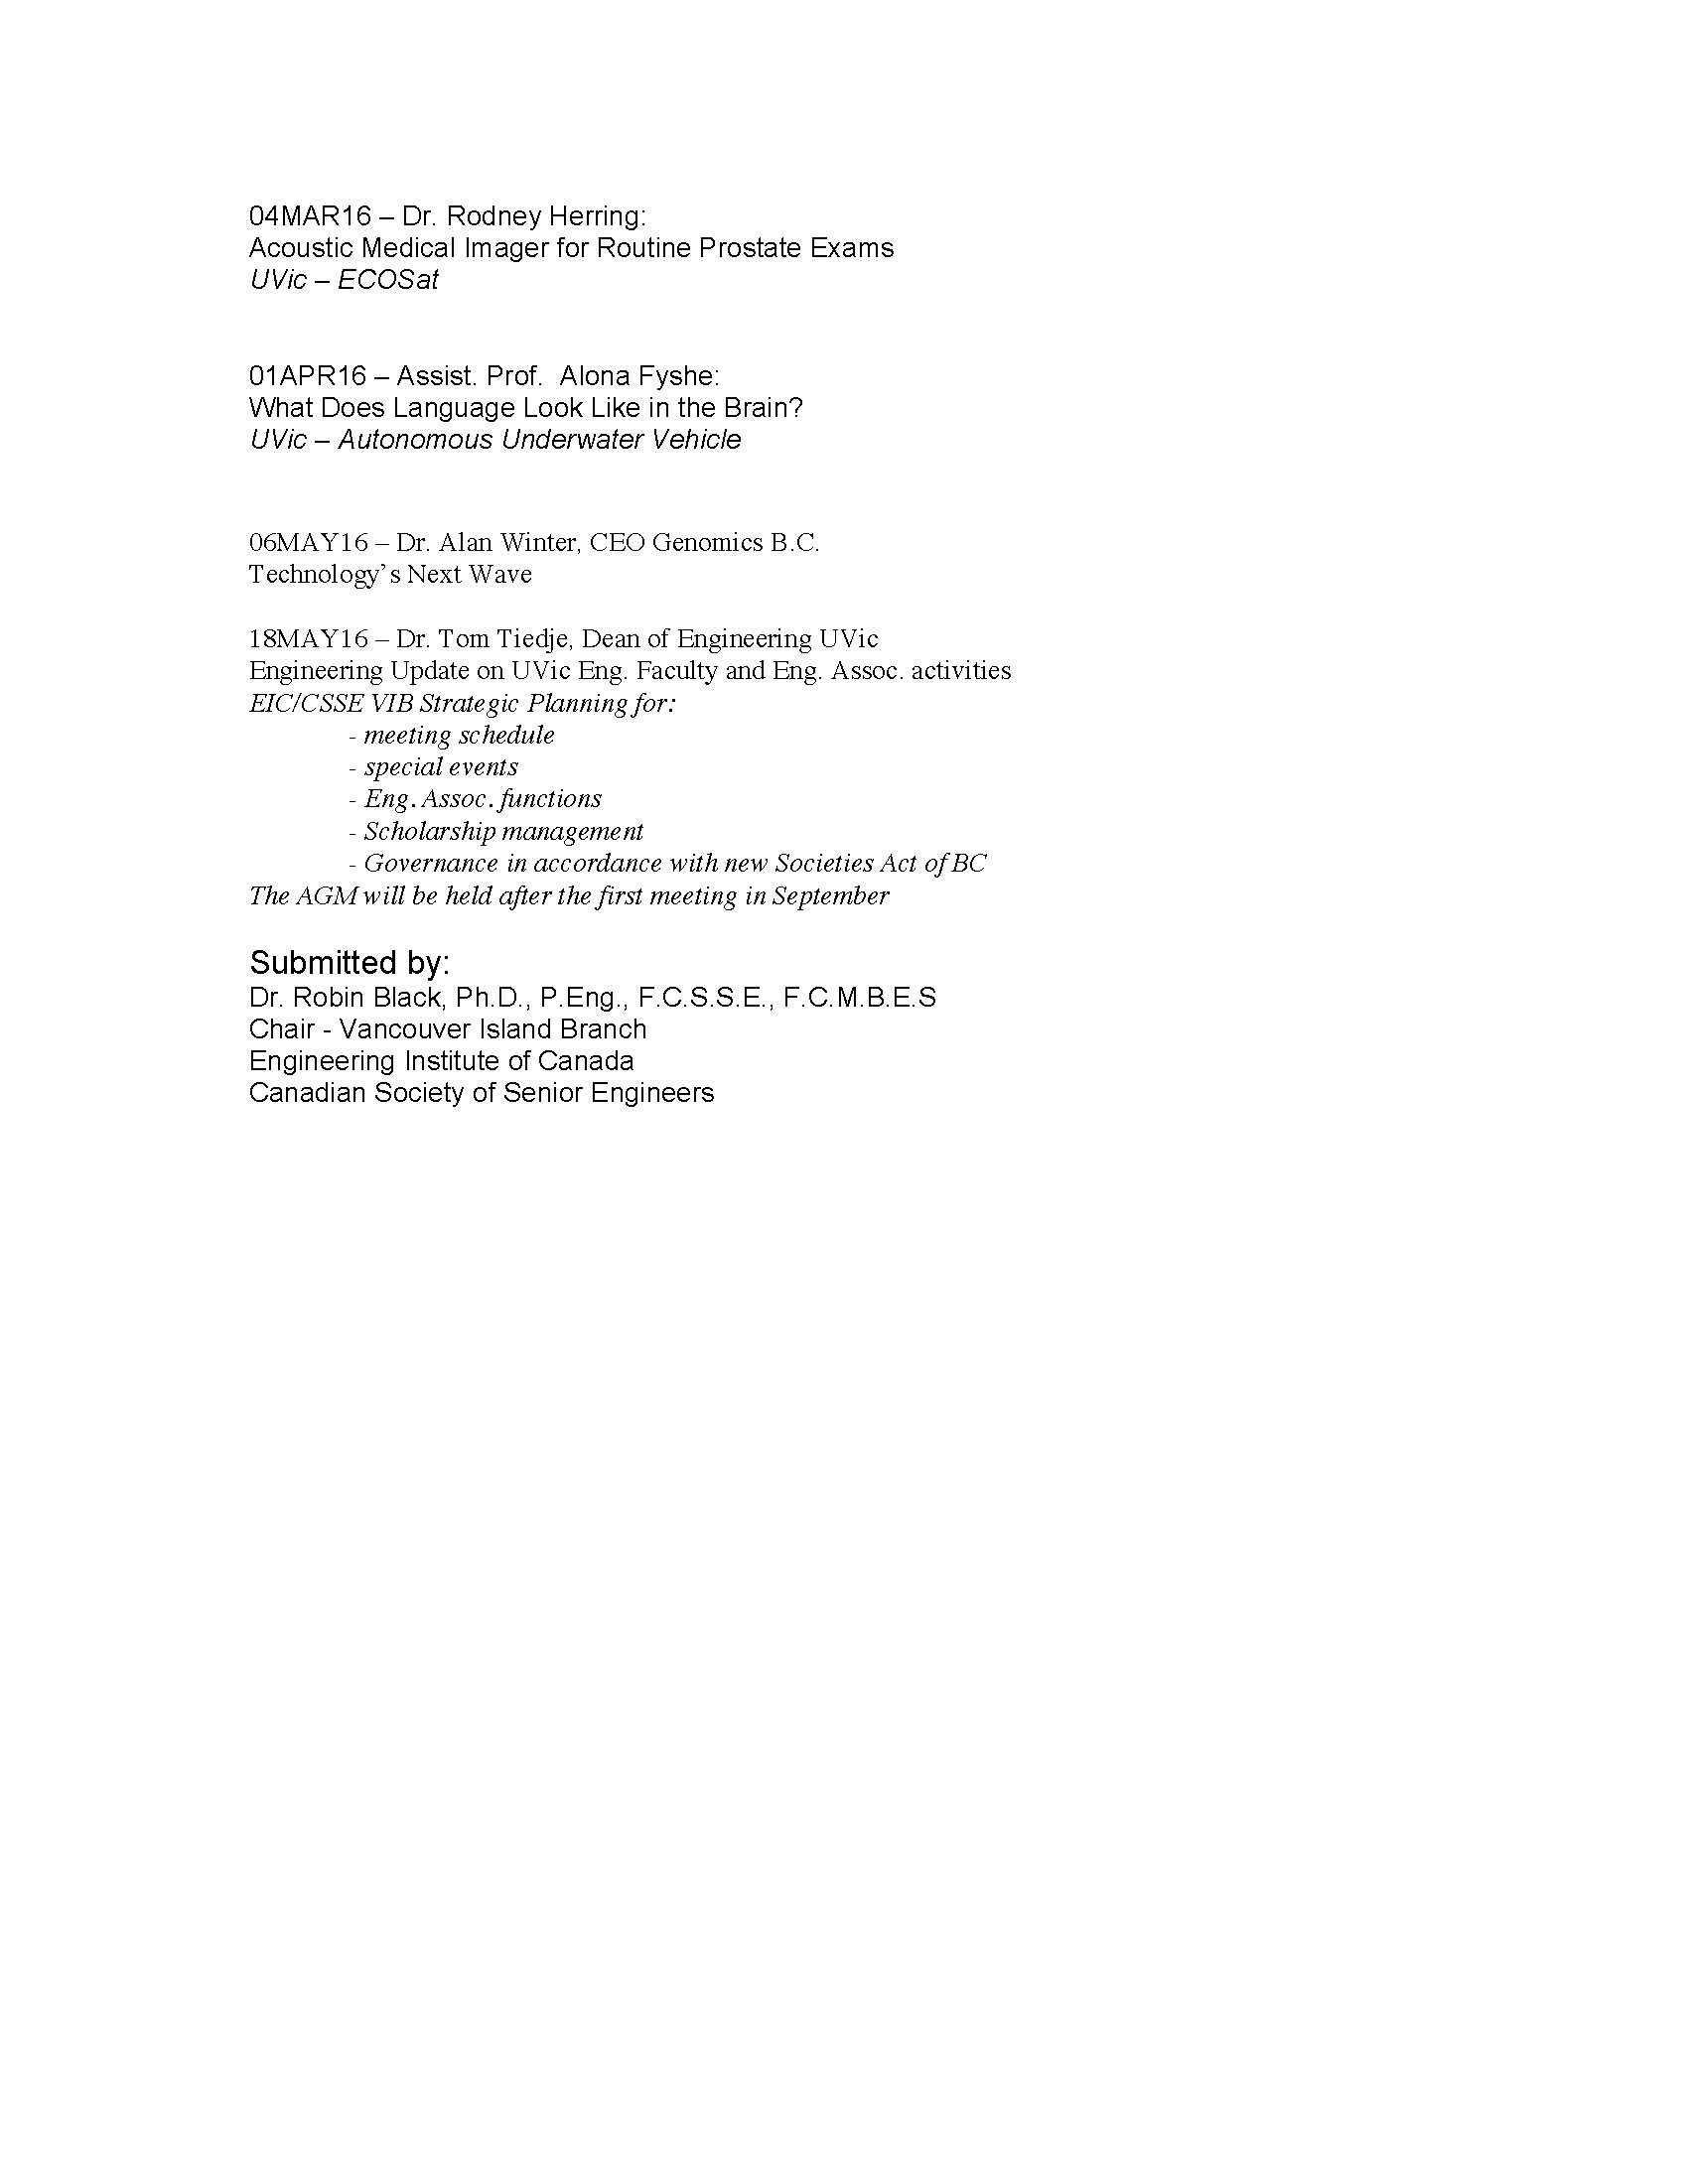 04MAR16 – Dr. Rodney Herring:
Acoustic Medical Imager for Routine Prostate Exams
UVic – ECOSat
01APR16 – Assist. Prof.  Alona Fyshe:
What Does Language Look Like in the Brain?
UVic – Autonomous Underwater Vehicle
06MAY16 – Dr. Alan Winter, CEO Genomics B.C.
Technology's Next Wave
18MAY16 – Dr. Tom Tiedje, Dean of Engineering UVic
Engineering Update on UVic Eng. Faculty and Eng. Assoc. activities
EIC/CSSE VIB Strategic Planning for:
- meeting schedule
- special events
- Eng. Assoc. functions
- Scholarship management
- Governance in accordance with new Societies Act of BC
The AGM will be held after the first meeting in September
Submitted by:
Dr. Robin Black, Ph.D., P.Eng., F.C.S.S.E., F.C.M.B.E.S
Chair - Vancouver Island Branch
Engineering Institute of Canada
Canadian Society of Senior Engineers